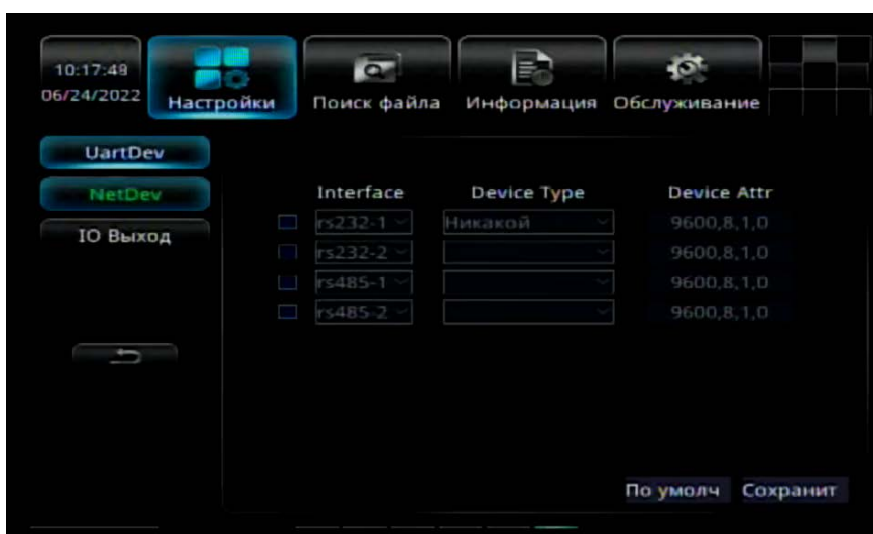 10:17:49
06/24/2022
Настройки
Поиск файла
Информация
Обслуживание
UartDev
NetDev
IO Выход
Interface Device Type Device Attr
rs232-1 Никакой 9600,8,1,0
rs232-2 9600,8,1,0
rs485-1 9600,8,1,0
rs485-2 9600,8,1,0
По умолч Сохранит